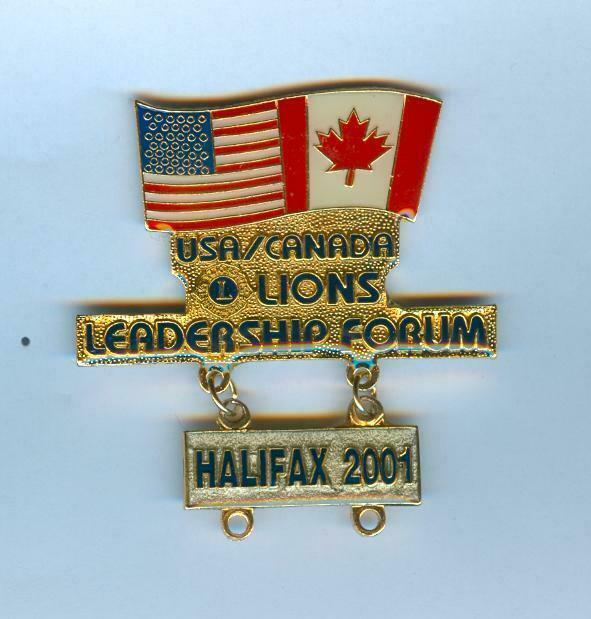 USA/CANADA
L LIONS
LEADERSHIP FORUM
HALIFAX 2001